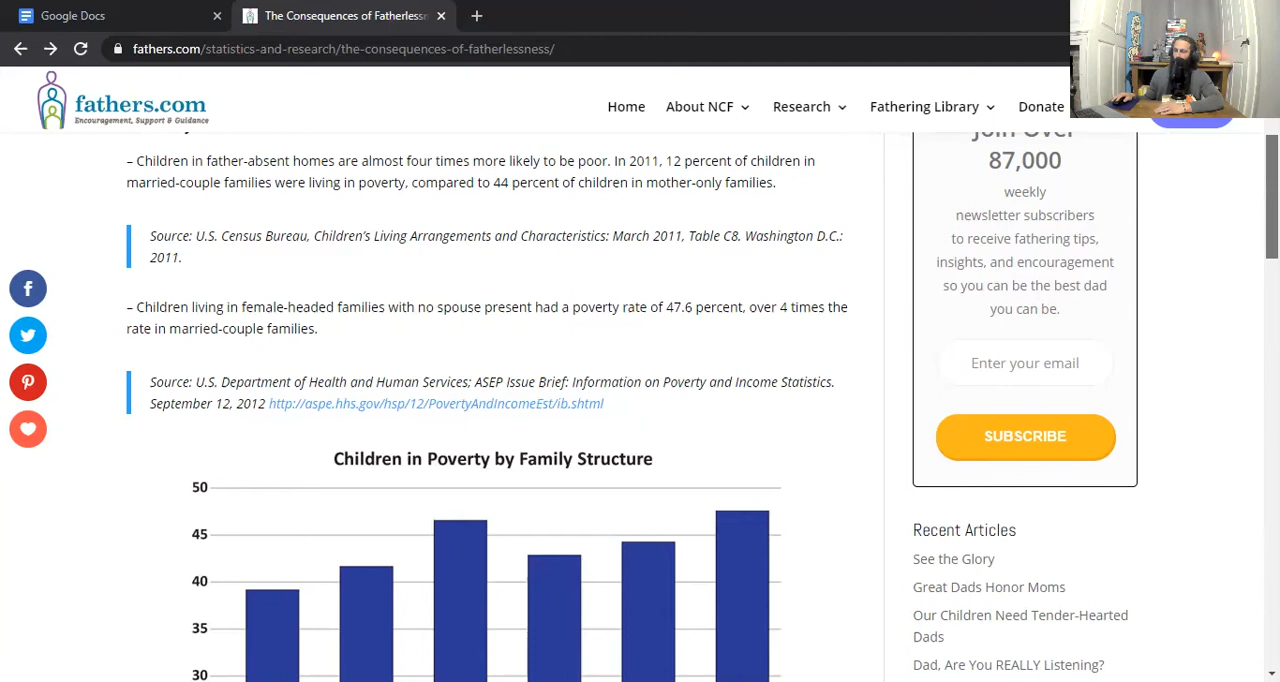 Google Docs
The Consequences of Fatherlessn
fathers.com/statistics-and-research/the-consequences-of-fatherlessness/
fathers.com
Encouragement, Support & Guidance
Home
About NCF
Research
Fathering Library
Donate
– Children in father-absent homes are almost four times more likely to be poor. In 2011, 12 percent of children in
married-couple families were living in poverty, compared to 44 percent of children in mother-only families.
Source: U.S. Census Bureau, Children's Living Arrangements and Characteristics: March 2011, Table C8. Washington D.C.:
2011.
– Children living in female-headed families with no spouse present had a poverty rate of 47.6 percent, over 4 times the
rate in married-couple families.
Source: U.S. Department of Health and Human Services; ASEP Issue Brief: Information on Poverty and Income Statistics.
September 12, 2012 http://aspe.hhs.gov/hsp/12/PovertyAndIncomeEst/ib.shtml
Children in Poverty by Family Structure
50
45
40
35
30
Join Over
87,000
weekly
newsletter subscribers
to receive fathering tips,
insights, and encouragement
so you can be the best dad
you can be.
Enter your email
SUBSCRIBE
Recent Articles
See the Glory
Great Dads Honor Moms
Our Children Need Tender-Hearted
Dads
Dad, Are You REALLY Listening?